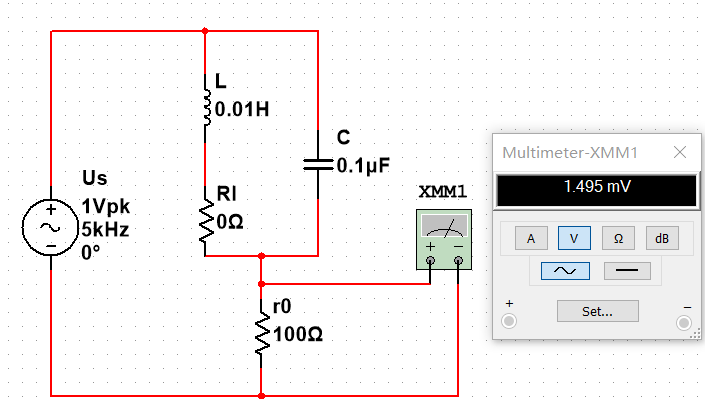 L
0.01H
C
0.1µF
Us
1Vpk
5kHz
0°
Rl
0Ω
XMM1
r0
100Ω
Multimeter-XMM1
1.495 mV
A V Ω dB
+ Set... −